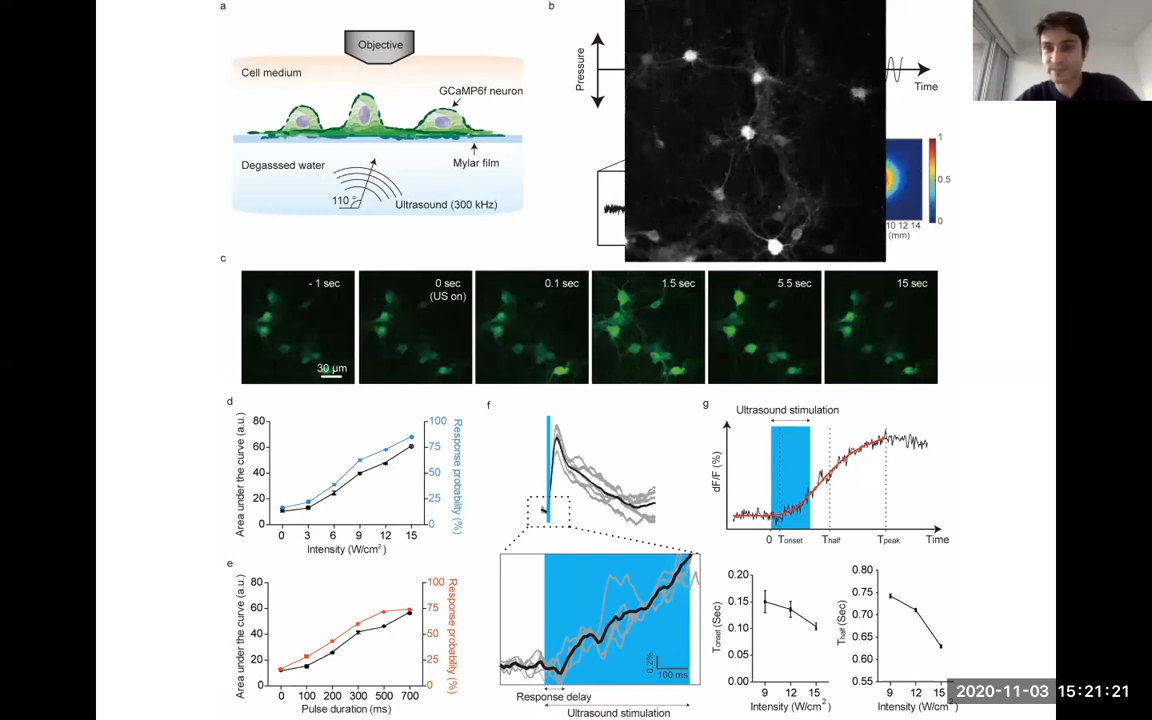 a
Objective
Cell medium
GCaMP6f neuron
Mylar film
Degasssed water
110 °
Ultrasound (300 kHz)
b
Pressure
Time
1
0.5
0
10 12 14
(mm)
c
- 1 sec
30 µm
0 sec
(US on)
0.1 sec
1.5 sec
5.5 sec
15 sec
d
Area under the curve (a.u.)
80
60
40
20
0
100
75
50
25
0
Response probability (%)
0 3 6 9 12 15
Intensity (W/cm²)
e
Area under the curve (a.u.)
80
60
40
20
0
100
75
50
25
0
Response probability (%)
0 100 200 300 500 700
Pulse duration (ms)
f
0.2%
100 ms
Response delay
Ultrasound stimulation
g
Ultrasound stimulation
dF/F (%)
0 Tonset Thalf Tpeak Time
Tonset (Sec)
0.20
0.15
0.10
0.05
0.00
9 12 15
Intensity (W/cm²)
Thalf (Sec)
0.80
0.75
0.70
0.65
0.60
0.55
9 12 15
Intensity (W/cm²)
2020-11-03 15:21:21